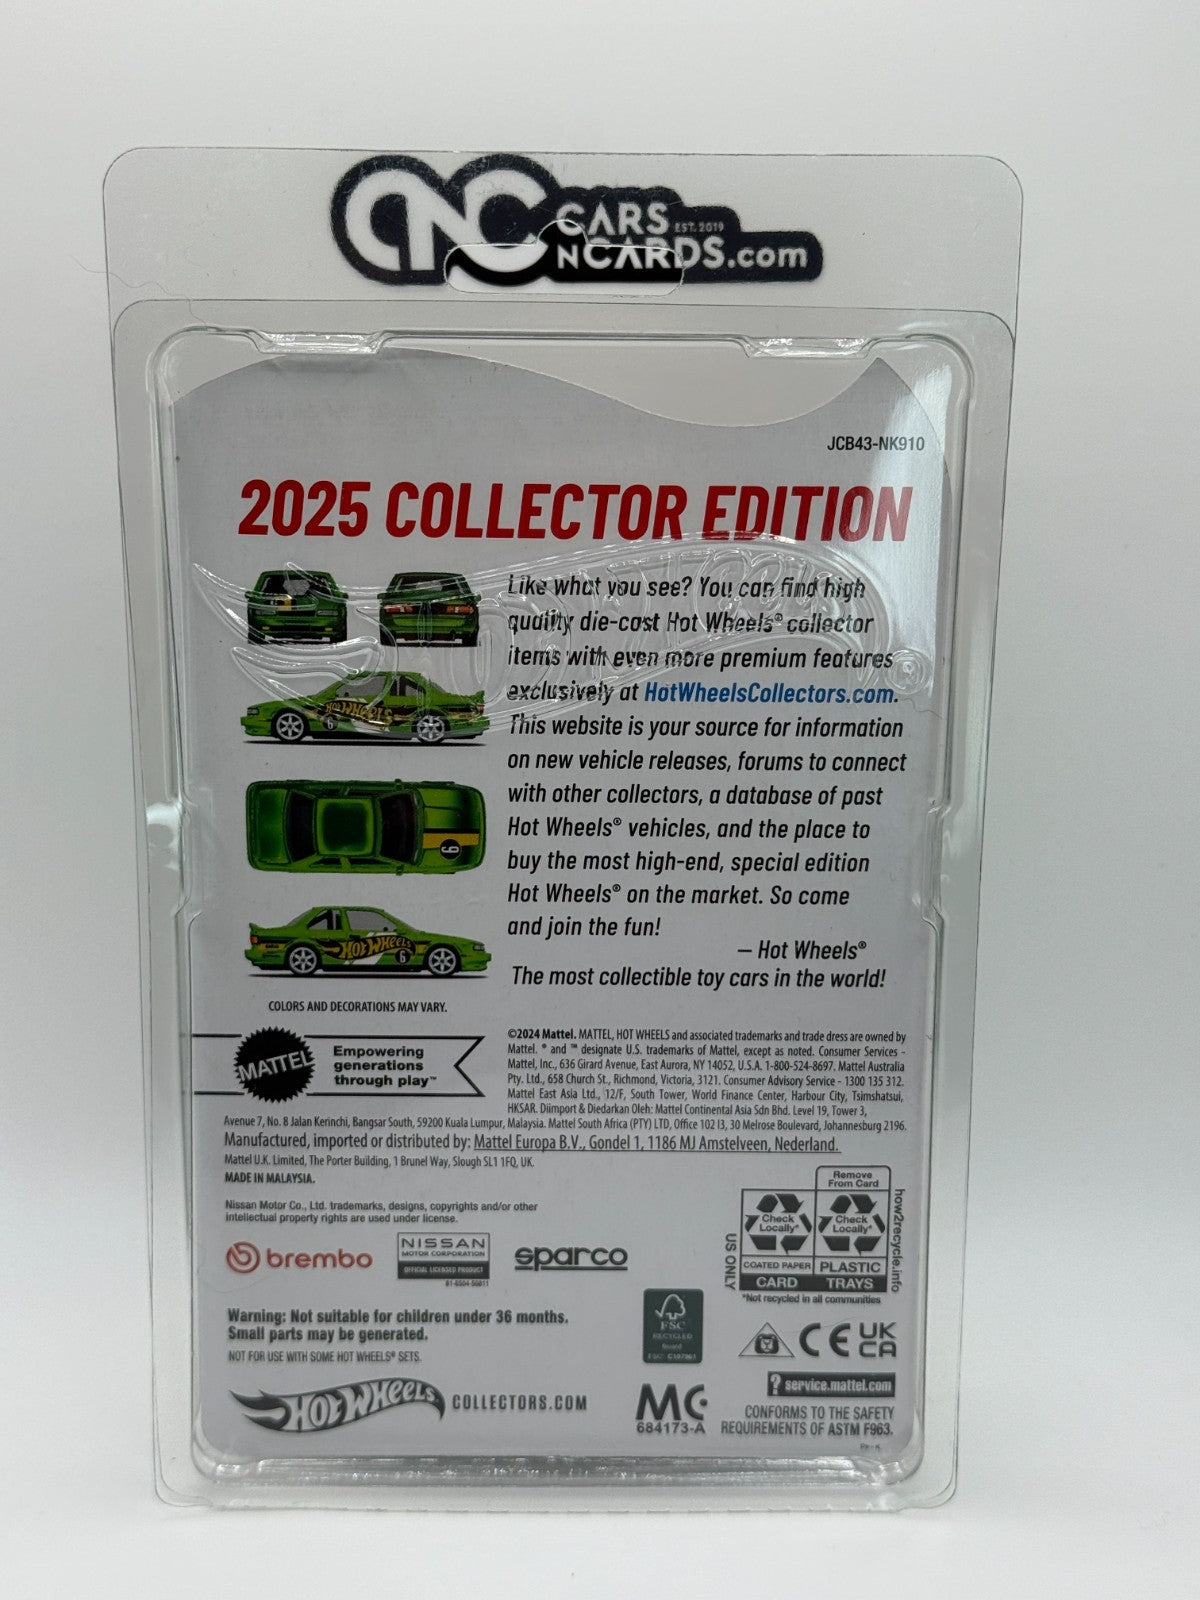 CNC CARS EST. 2019
N CARDS.com
JCB43-NK910
2025 COLLECTOR EDITION
Like what you see? You can find high
quality die-cast Hot Wheels® collector
items with even more premium features
exclusively at HotWheelsCollectors.com.
This website is your source for information
on new vehicle releases, forums to connect
with other collectors, a database of past
Hot Wheels® vehicles, and the place to
buy the most high-end, special edition
Hot Wheels® on the market. So come
and join the fun!
— Hot Wheels®
The most collectible toy cars in the world!
HOT WHEELS
6
6
HOT WHEELS
6
COLORS AND DECORATIONS MAY VARY.
MATTEL
Empowering
generations
through play™
©2024 Mattel. MATTEL, HOT WHEELS and associated trademarks and trade dress are owned by
Mattel. ® and ™ designate U.S. trademarks of Mattel, except as noted. Consumer Services -
Mattel, Inc., 636 Girard Avenue, East Aurora, NY 14052, U.S.A. 1-800-524-8697. Mattel Australia
Pty. Ltd., 658 Church St., Richmond, Victoria, 3121. Consumer Advisory Service - 1300 135 312.
Mattel East Asia Ltd., 12/F, South Tower, World Finance Center, Harbour City, Tsimshatsui,
HKSAR. Diimport & Diedarkan Oleh: Mattel Continental Asia Sdn Bhd. Level 19, Tower 3,
Avenue 7, No. 8 Jalan Kerinchi, Bangsar South, 59200 Kuala Lumpur, Malaysia. Mattel South Africa (PTY) LTD, Office 102 I3, 30 Melrose Boulevard, Johannesburg 2196.
Manufactured, imported or distributed by: Mattel Europa B.V., Gondel 1, 1186 MJ Amstelveen, Nederland.
Mattel U.K. Limited, The Porter Building, 1 Brunel Way, Slough SL1 1FQ, UK.
MADE IN MALAYSIA.
Nissan Motor Co., Ltd. trademarks, designs, copyrights and/or other
intellectual property rights are used under license.
brembo
NISSAN
MOTOR CORPORATION
OFFICIAL LICENSED PRODUCT
sparco
US ONLY
Remove
From Card
Check
Locally*
Check
Locally*
COATED PAPER
CARD
PLASTIC
TRAYS
how2recycle.info
*Not recycled in all communities
Warning: Not suitable for children under 36 months.
Small parts may be generated.
NOT FOR USE WITH SOME HOT WHEELS® SETS.
FSC
RECYCLED
Board
CE
UK
CA
? service.mattel.com
HOT WHEELS COLLECTORS.COM
MC
684173-A
CONFORMS TO THE SAFETY
REQUIREMENTS OF ASTM F963.